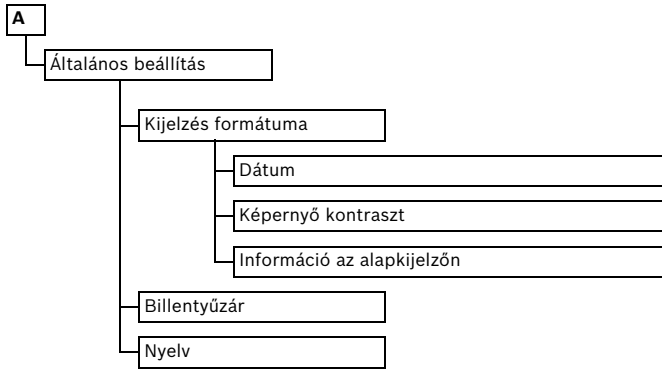 A
Általános beállítás
Kijelzés formátuma
Dátum
Képernyő kontraszt
Információ az alapkijelzőn
Billentyűzár
Nyelv